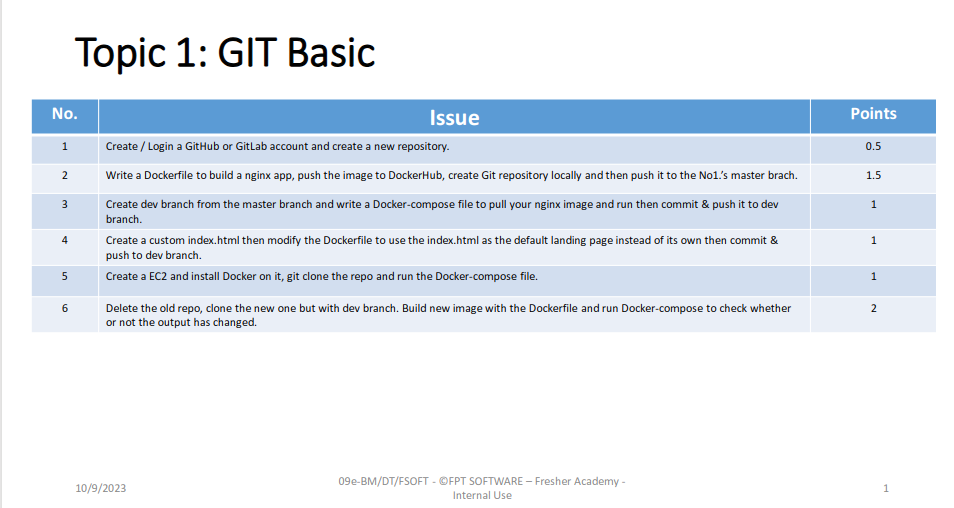 Topic 1: GIT Basic
No. Issue Points
1 Create / Login a GitHub or GitLab account and create a new repository. 0.5
2 Write a Dockerfile to build a nginx app, push the image to DockerHub, create Git repository locally and then push it to the No1.'s master brach. 1.5
3 Create dev branch from the master branch and write a Docker-compose file to pull your nginx image and run then commit & push it to dev 1
branch.
4 Create a custom index.html then modify the Dockerfile to use the index.html as the default landing page instead of its own then commit & 1
push to dev branch.
5 Create a EC2 and install Docker on it, git clone the repo and run the Docker-compose file. 1
6 Delete the old repo, clone the new one but with dev branch. Build new image with the Dockerfile and run Docker-compose to check whether 2
or not the output has changed.
10/9/2023 09e-BM/DT/FSOFT - ©FPT SOFTWARE – Fresher Academy - 1
Internal Use